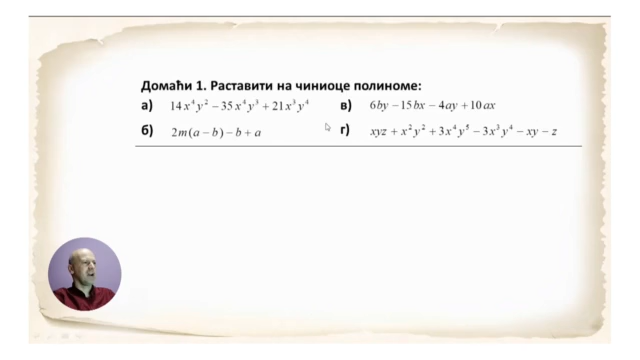 Домаћи 1. Раставити на чиниоце полиноме:
а) 14x⁴y² − 35x⁴y³ + 21x³y⁴
в) 6by − 15bx − 4ay + 10ax
б) 2m(a − b) − b + a
г) xyz + x²y² + 3x⁴y⁵ − 3x³y⁴ − xy − z